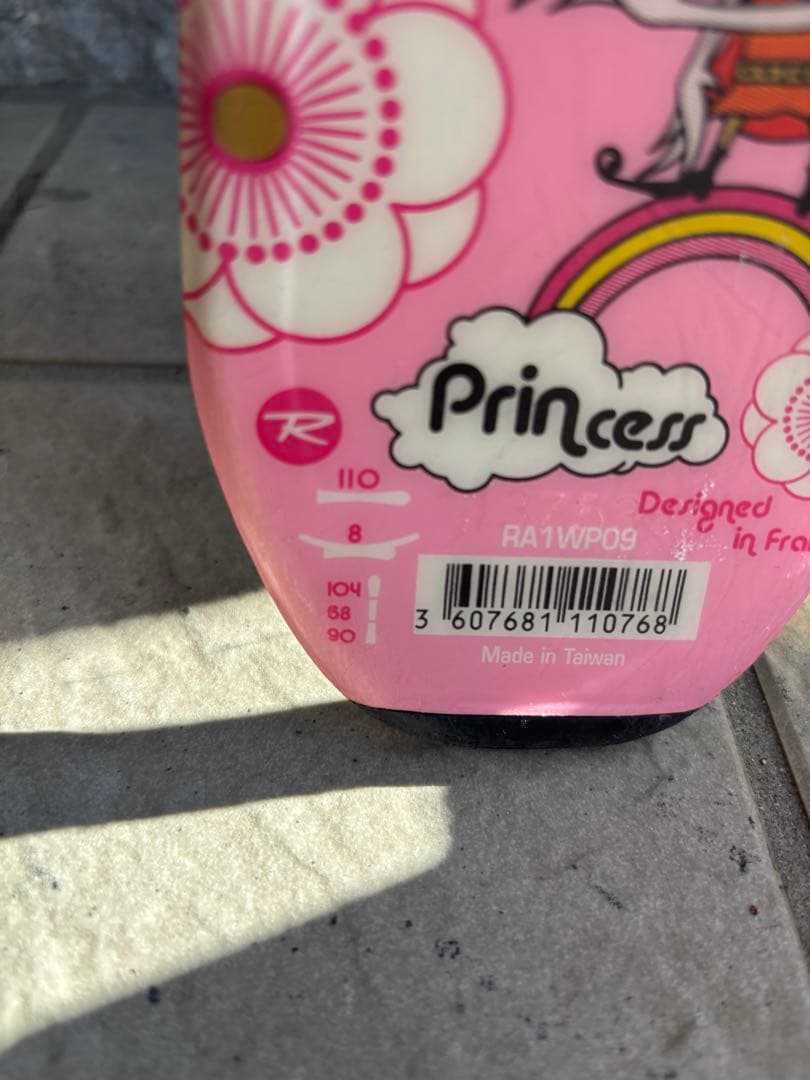 Princess
R
110
Designed
in Fra
8
RA1WP09
104
68
90
3 607681 110768
Made in Taiwan